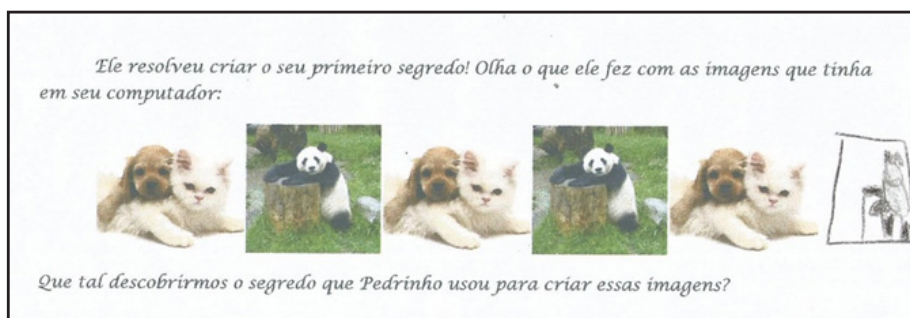 Ele resolveu criar o seu primeiro segredo! Olha o que ele fez com as imagens que tinha
em seu computador:
Que tal descobrirmos o segredo que Pedrinho usou para criar essas imagens?